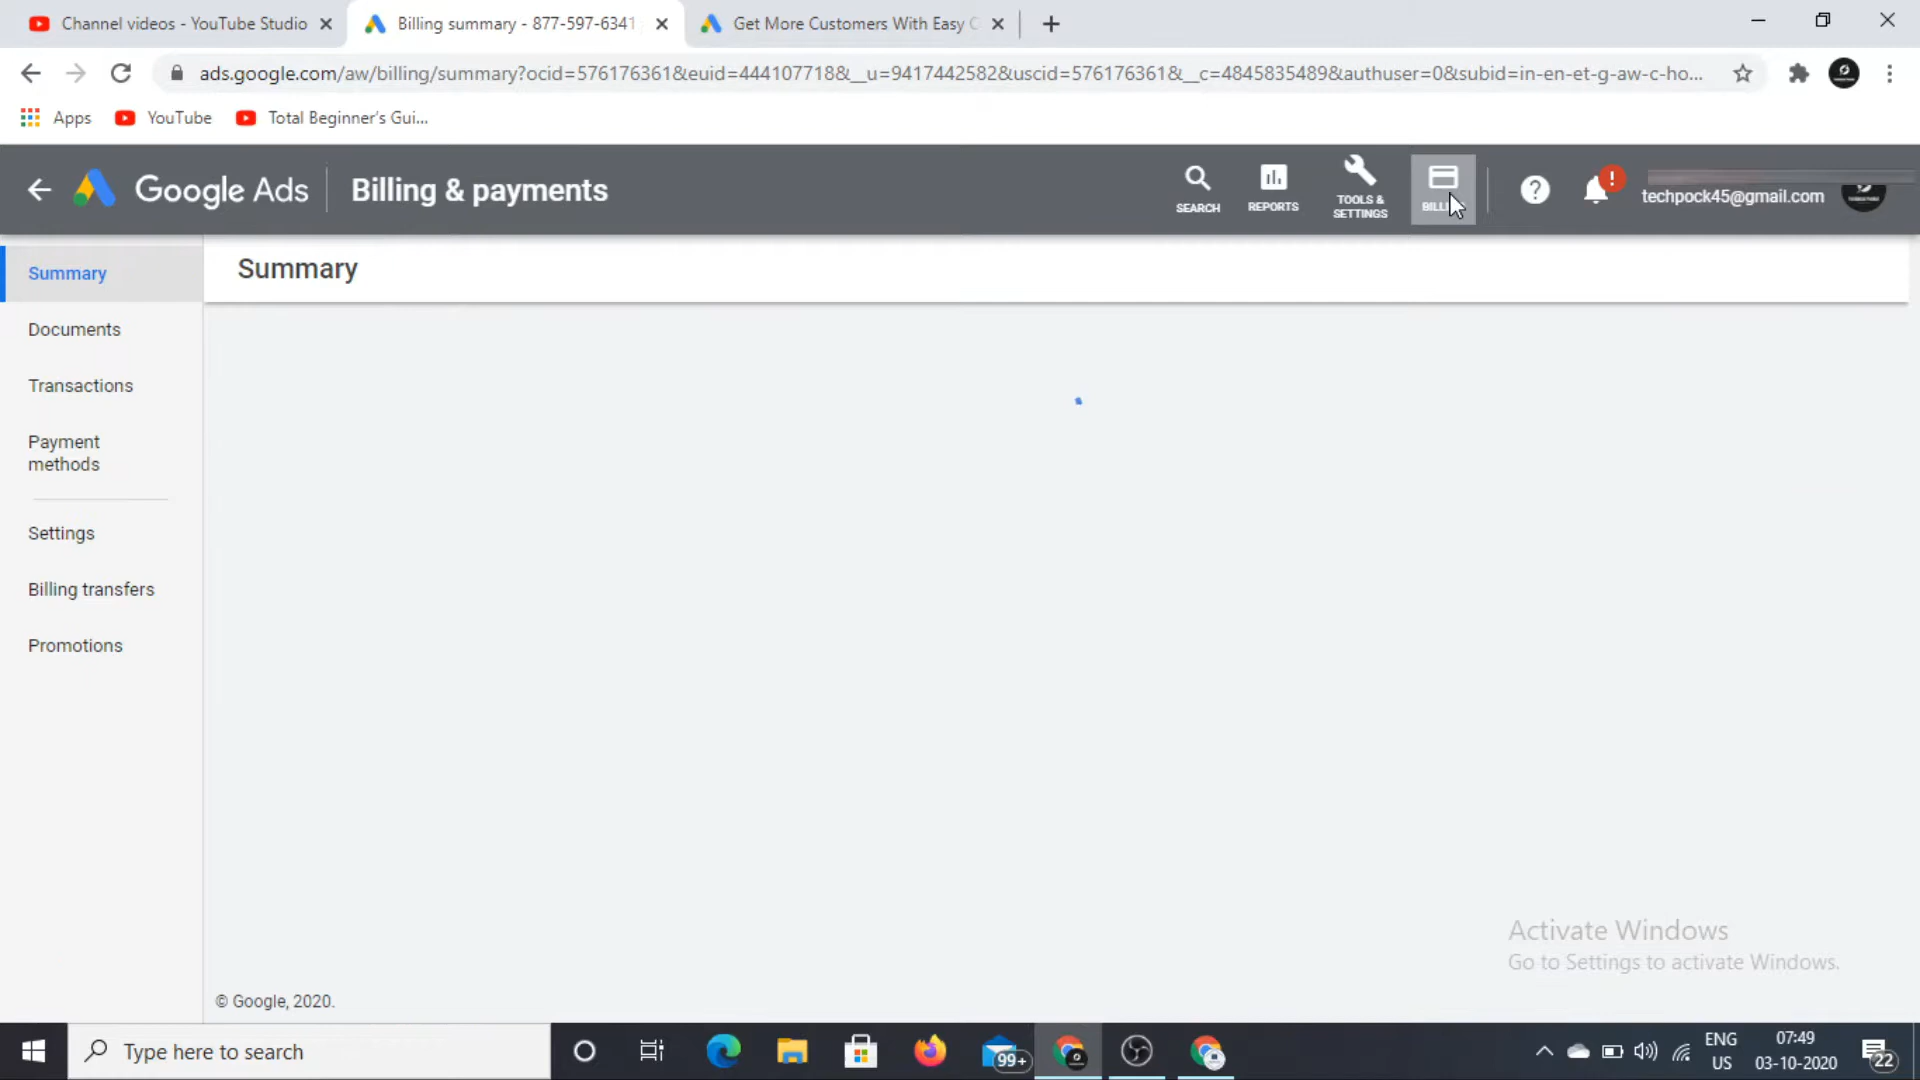 Channel videos - YouTube Studio
Billing summary - 877-597-6341
Get More Customers With Easy
ads.google.com/aw/billing/summary?ocid=576176361&euid=444107718&__u=9417442582&uscid=576176361&__c=4845835489&authuser=0&subid=in-en-et-g-aw-c-ho...
Apps
YouTube
Total Beginner's Gui...
Google Ads
Billing & payments
SEARCH
REPORTS
TOOLS &
SETTINGS
techpock45@gmail.com
Summary
Summary
Documents
Transactions
Payment
methods
Settings
Billing transfers
Promotions
Activate Windows
Go to Settings to activate Windows.
© Google, 2020.
Type here to search
99+
ENG
US
07:49
03-10-2020
22